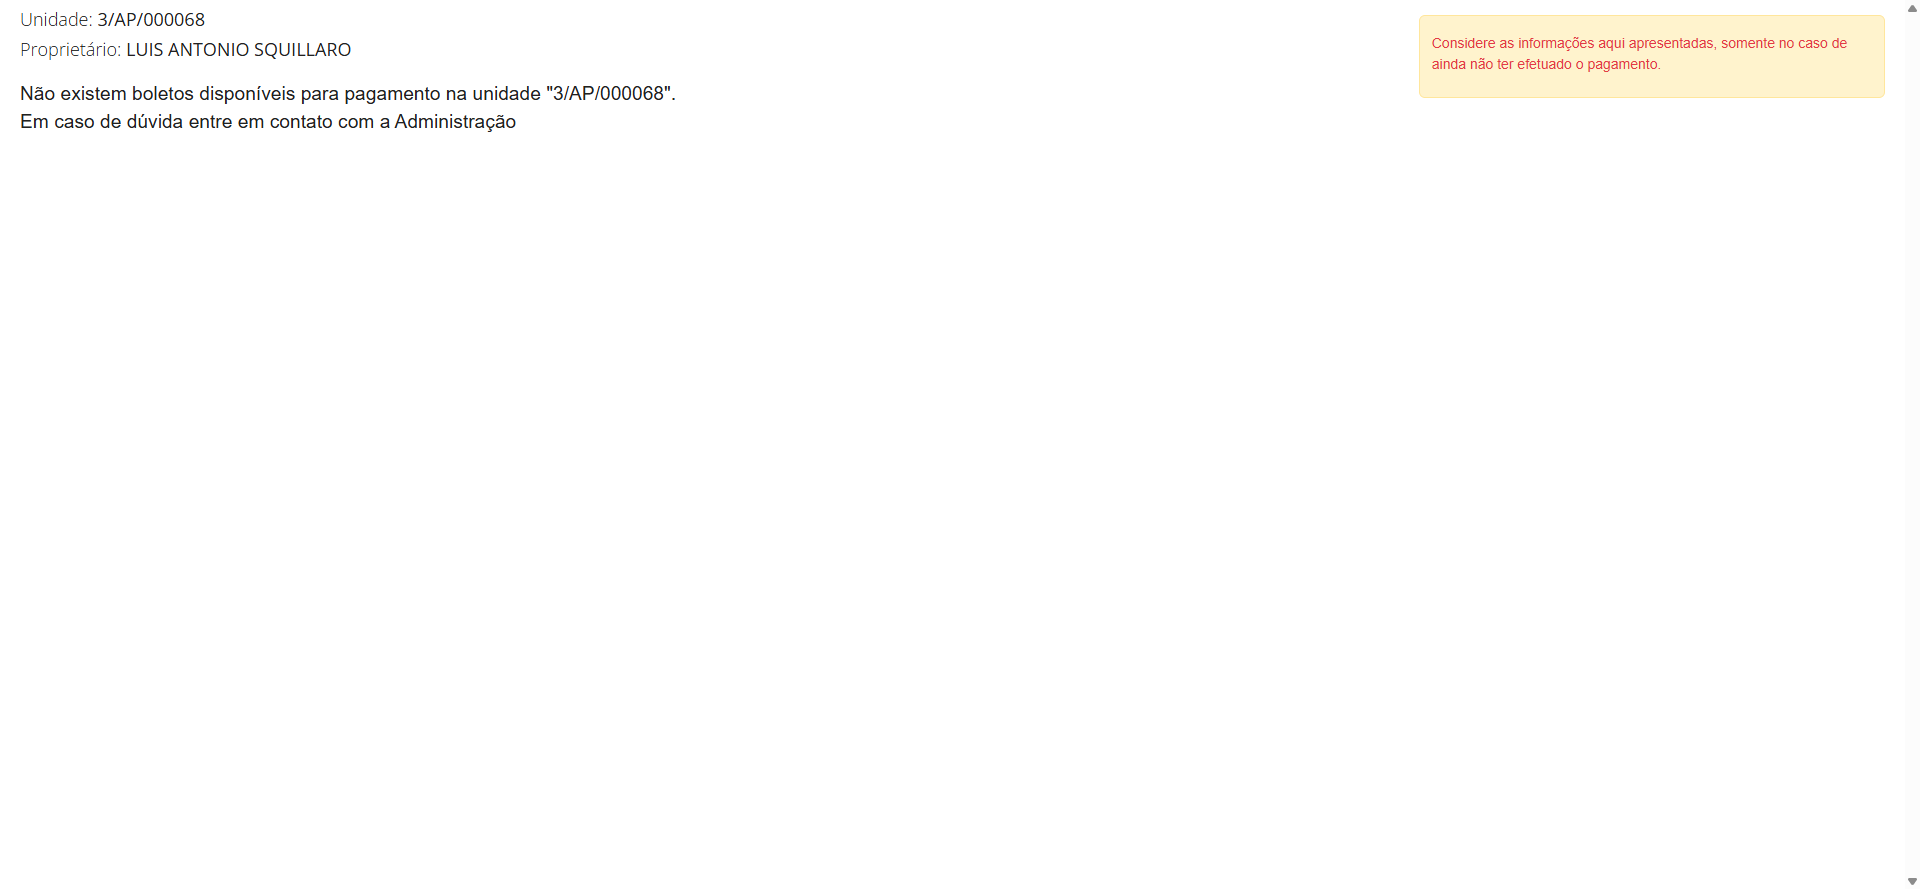 Unidade: 3/AP/000068
Proprietário: LUIS ANTONIO SQUILLARO
Não existem boletos disponíveis para pagamento na unidade "3/AP/000068".
Em caso de dúvida entre em contato com a Administração
Considere as informações aqui apresentadas, somente no caso de
ainda não ter efetuado o pagamento.